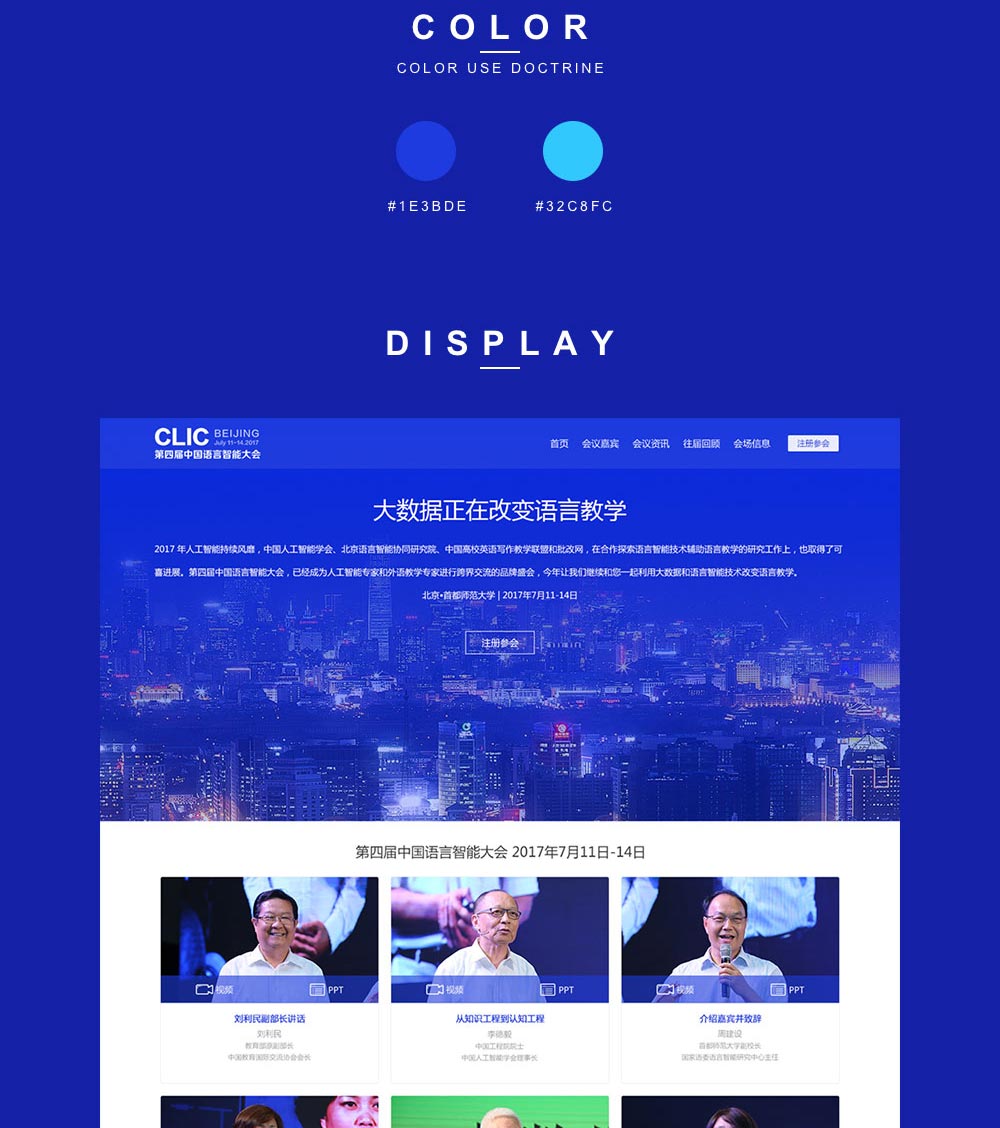 COLOR
COLOR USE DOCTRINE
#1E3BDE
#32C8FC
DISPLAY
CLIC BEIJING
July 11-14.2017
第四届中国语言智能大会
首页 会议嘉宾 会议资讯 往届回顾 会场信息 注册参会
大数据正在改变语言教学
2017 年人工智能持续风靡，中国人工智能学会、北京语言智能协同研究院、中国高校英语写作教学联盟和批改网，在合作探索语言智能技术辅助语言教学的研究工作上，也取得了可
喜进展。第四届中国语言智能大会，已经成为人工智能专家和外语教学专家进行跨界交流的品牌盛会，今年让我们继续和您一起利用大数据和语言智能技术改变语言教学。
北京•首都师范大学 | 2017年7月11-14日
注册参会
第四届中国语言智能大会 2017年7月11日-14日
视频 PPT
视频 PPT
视频 PPT
刘利民副部长讲话
刘利民
教育部原副部长
中国教育国际交流协会会长
从知识工程到认知工程
李德毅
中国工程院院士
中国人工智能学会理事长
介绍嘉宾并致辞
周建设
首都师范大学副校长
国家语委语言智能研究中心主任